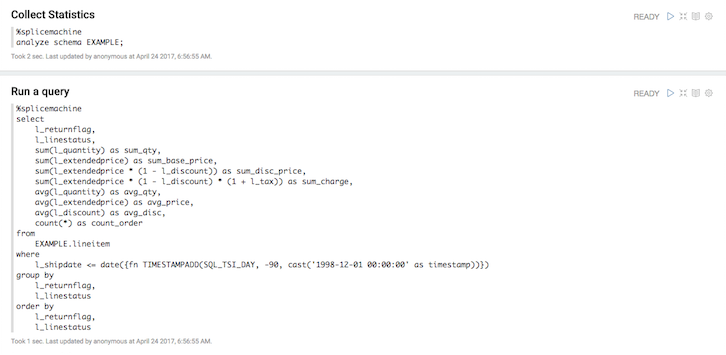 Collect Statistics
READY
%splicemachine
analyze schema EXAMPLE;
Took 2 sec. Last updated by anonymous at April 24 2017, 6:56:55 AM.
Run a query
READY
%splicemachine
select
l_returnflag,
l_linestatus,
sum(l_quantity) as sum_qty,
sum(l_extendedprice) as sum_base_price,
sum(l_extendedprice * (1 - l_discount)) as sum_disc_price,
sum(l_extendedprice * (1 - l_discount) * (1 + l_tax)) as sum_charge,
avg(l_quantity) as avg_qty,
avg(l_extendedprice) as avg_price,
avg(l_discount) as avg_disc,
count(*) as count_order
from
EXAMPLE.lineitem
where
l_shipdate <= date({fn TIMESTAMPADD(SQL_TSI_DAY, -90, cast('1998-12-01 00:00:00' as timestamp))})
group by
l_returnflag,
l_linestatus
order by
l_returnflag,
l_linestatus
Took 1 sec. Last updated by anonymous at April 24 2017, 6:56:55 AM.